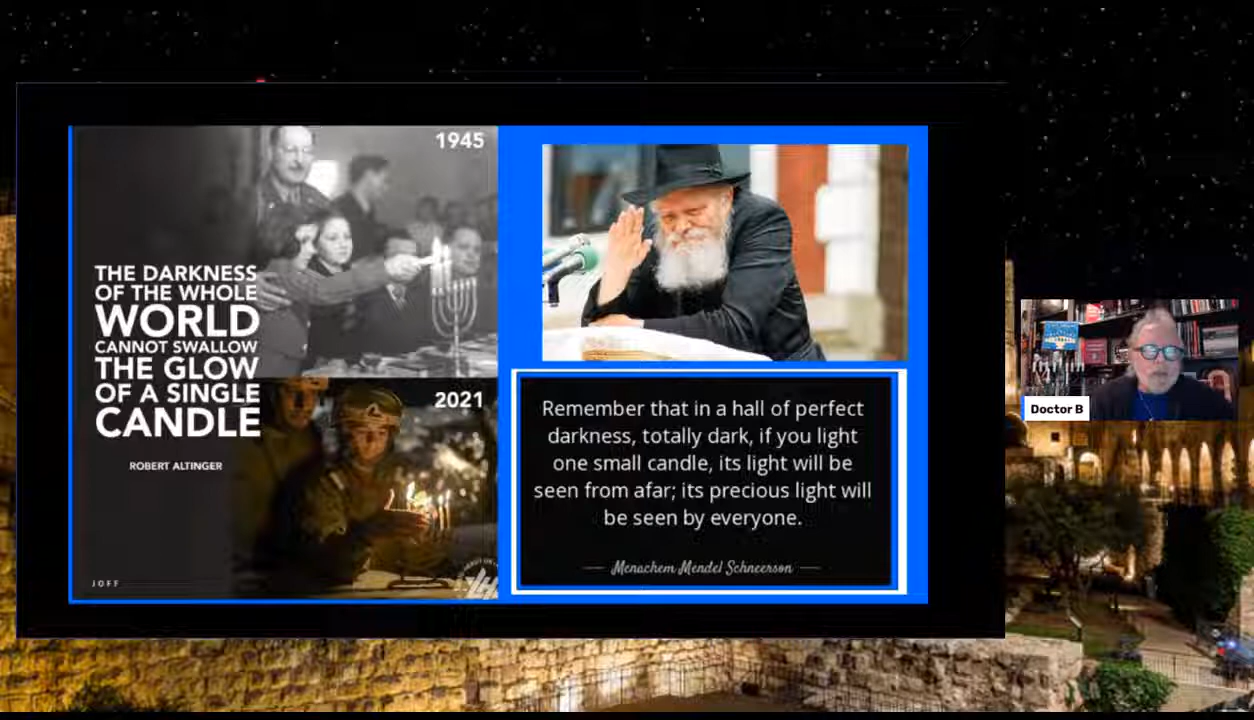 1945
THE DARKNESS
OF THE WHOLE
WORLD
CANNOT SWALLOW
THE GLOW
OF A SINGLE
CANDLE
2021
ROBERT ALTINGER
JOFF
Remember that in a hall of perfect
darkness, totally dark, if you light
one small candle, its light will be
seen from afar; its precious light will
be seen by everyone.
Menachem Mendel Schneerson
Doctor B